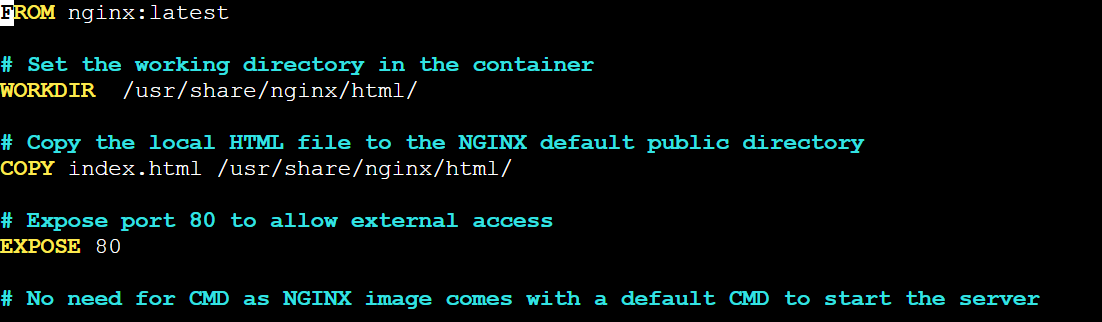 FROM nginx:latest
# Set the working directory in the container
WORKDIR  /usr/share/nginx/html/
# Copy the local HTML file to the NGINX default public directory
COPY index.html /usr/share/nginx/html/
# Expose port 80 to allow external access
EXPOSE 80
# No need for CMD as NGINX image comes with a default CMD to start the server